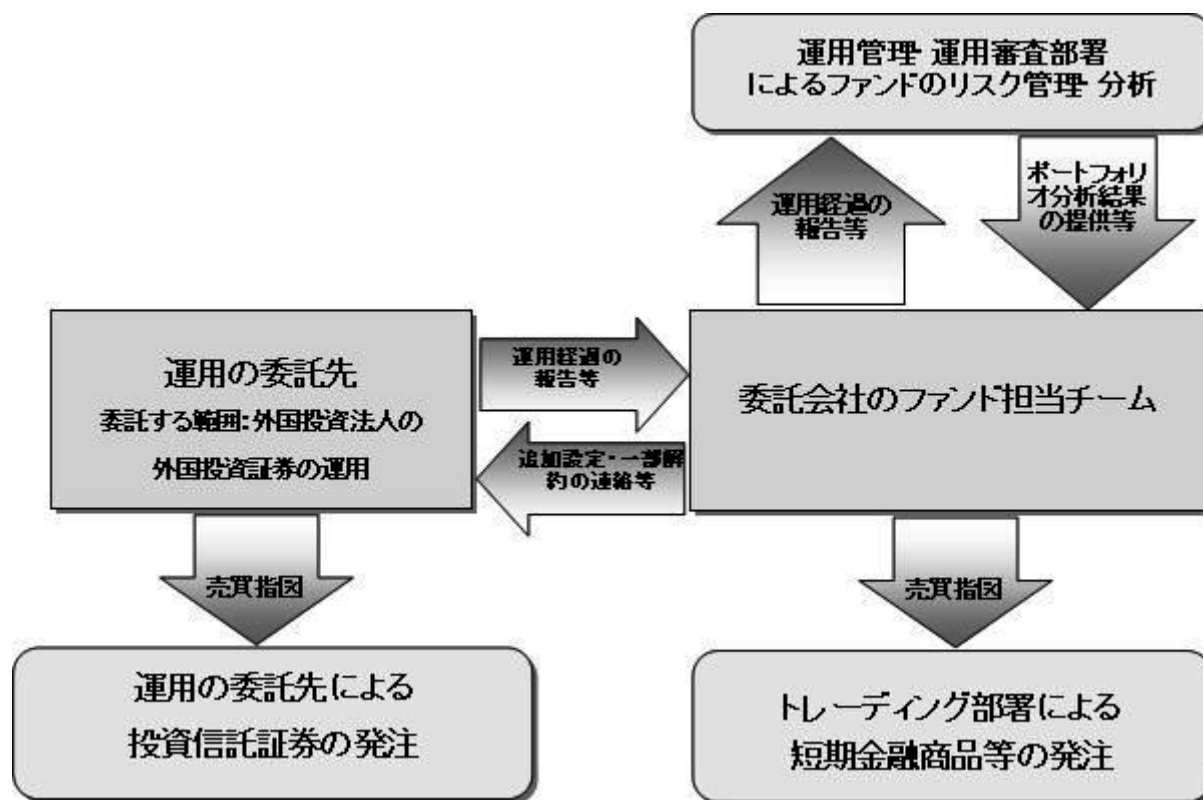 運用管理・運用審査部署
によるファンドのリスク管理・分析
運用経過の
報告等
ポートフォリ
オ分析結果
の提供等
運用の委託先
委託する範囲：外国投資法人の
外国投資証券の運用
運用経過の
報告等
追加設定・一部解
約の連絡等
委託会社のファンド担当チーム
売買指図
売買指図
運用の委託先による
投資信託証券の発注
トレーディング部署による
短期金融商品等の発注